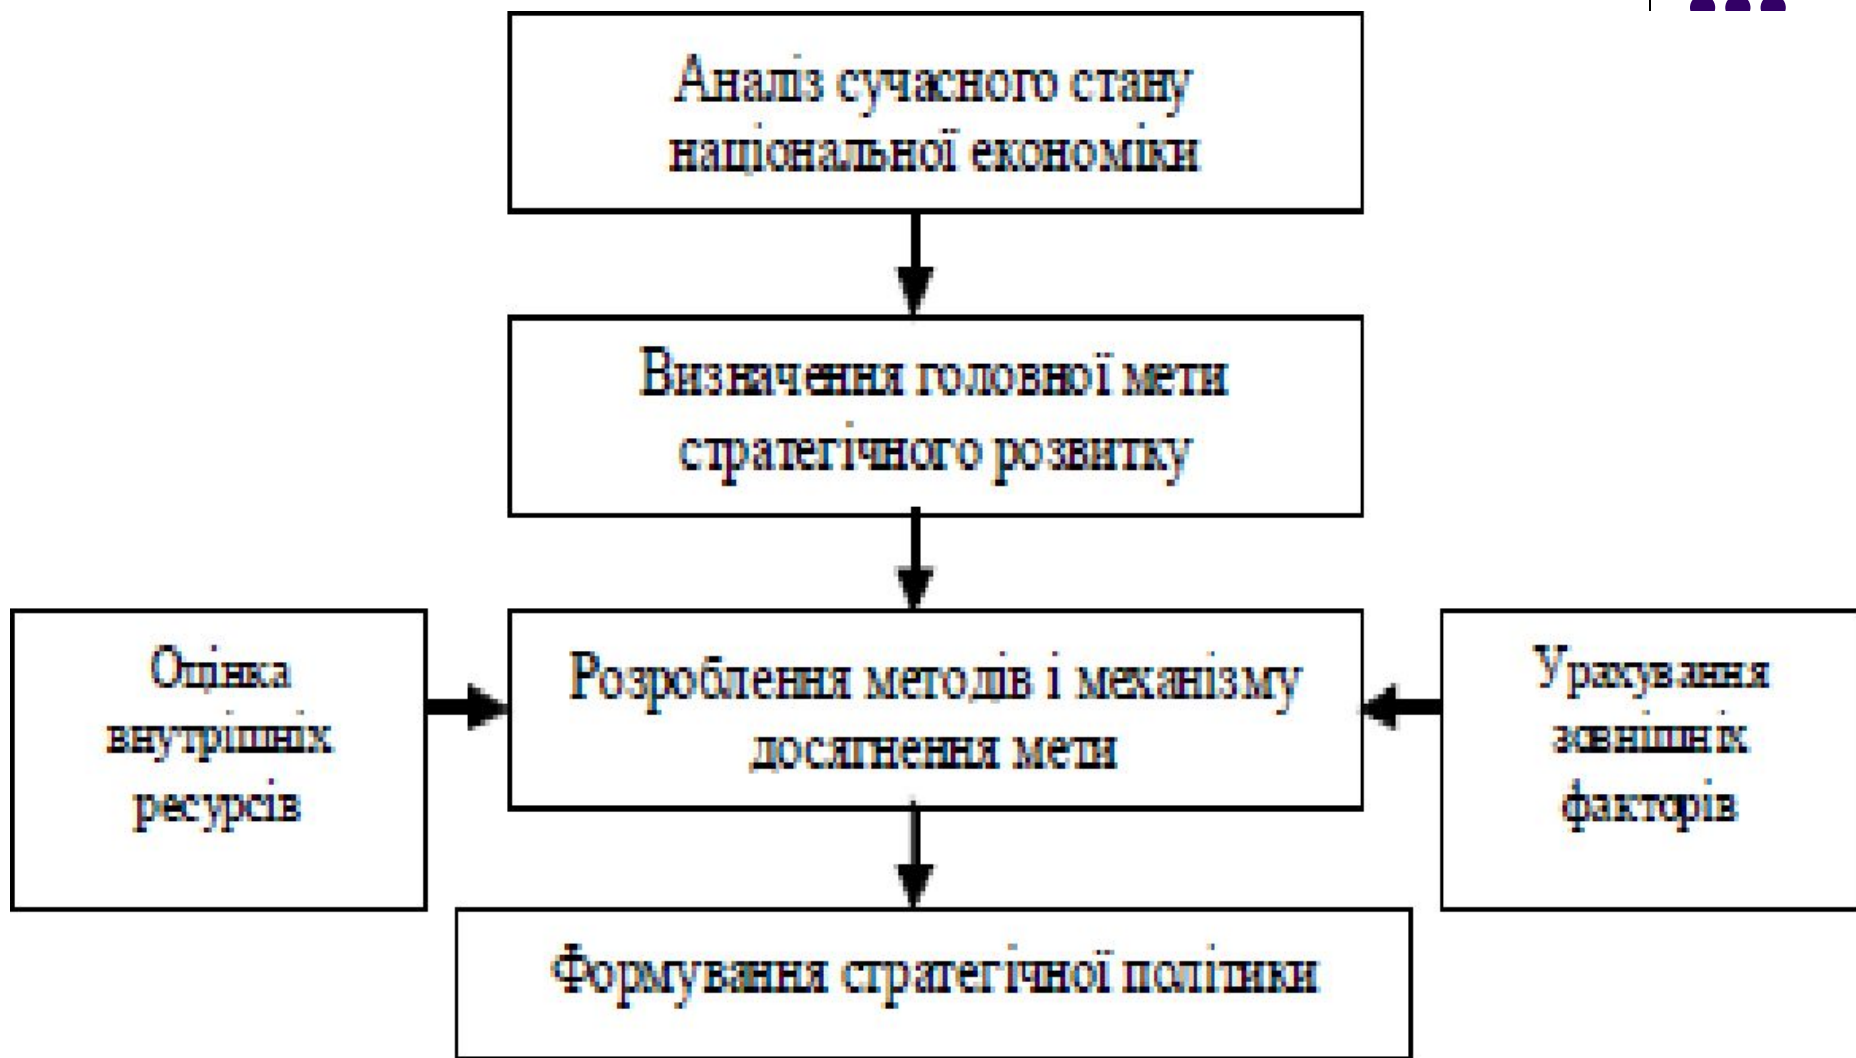 Аналіз сучасного стану
національної економіки
Визначення головної мети
стратегічного розвитку
Оцінка
внутрішніх
ресурсів
Розроблення методів і механізму
досягнення мети
Урахування
зовнішніх
факторів
Формування стратегічної політики